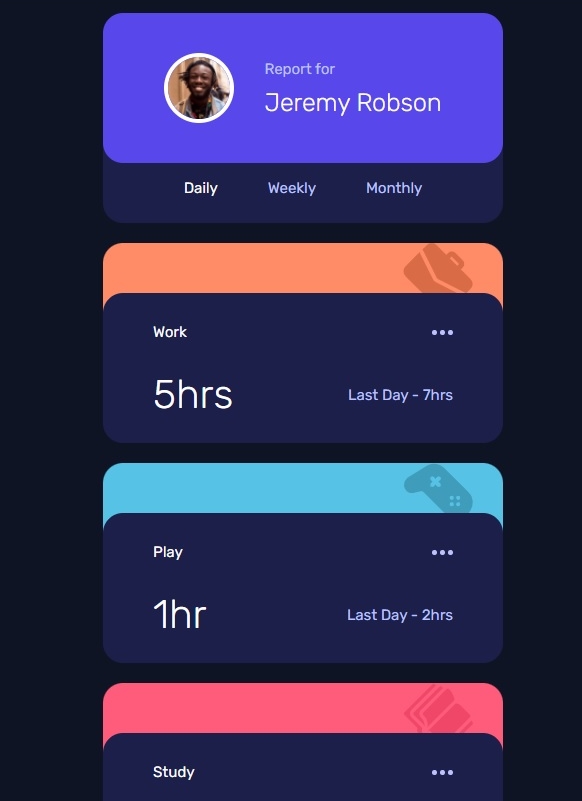 Report for
Jeremy Robson
Daily Weekly Monthly
Work
5hrs Last Day - 7hrs
Play
1hr Last Day - 2hrs
Study